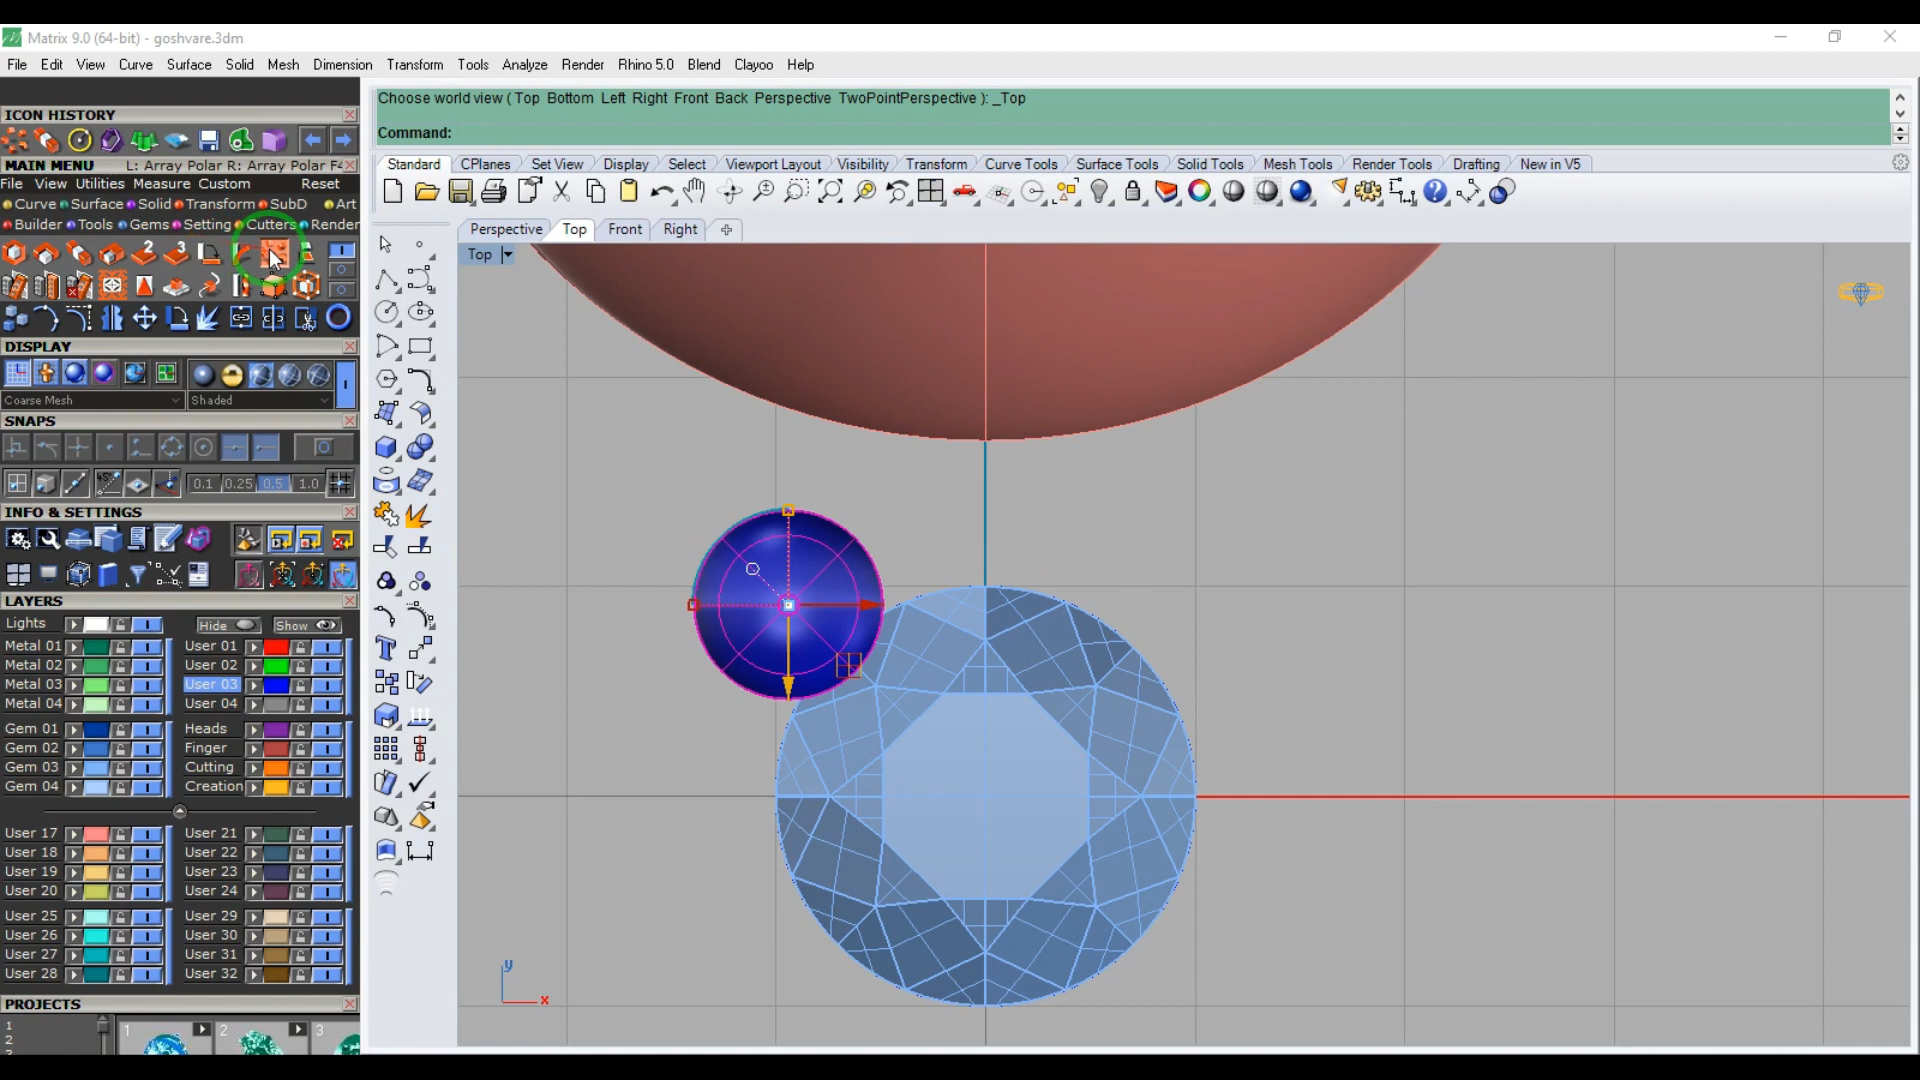 Matrix 9.0 (64-bit) - goshvare.3dm
File Edit View Curve Surface Solid Mesh Dimension Transform Tools Analyze Render Rhino 5.0 Blend Clayoo Help
ICON HISTORY
MAIN MENU L: Array Polar R: Array Polar F4
File View Utilities Measure Custom Reset
Curve Surface Solid Transform SubD Art
Builder Tools Gems Setting Cutters Render
2 3
DISPLAY
Coarse Mesh Shaded
SNAPS
0.1 0.25 0.5 1.0
INFO & SETTINGS
LAYERS
Lights Hide Show
Metal 01 User 01
Metal 02 User 02
Metal 03 User 03
Metal 04 User 04
Gem 01 Heads
Gem 02 Finger
Gem 03 Cutting
Gem 04 Creation
User 17 User 21
User 18 User 22
User 19 User 23
User 20 User 24
User 25 User 29
User 26 User 30
User 27 User 31
User 28 User 32
PROJECTS
1
2
1 2 3
Choose world view ( Top Bottom Left Right Front Back Perspective TwoPointPerspective ): _Top
Command:
Standard CPlanes Set View Display Select Viewport Layout Visibility Transform Curve Tools Surface Tools Solid Tools Mesh Tools Render Tools Drafting New in V5
Perspective Top Front Right
Top
y
x